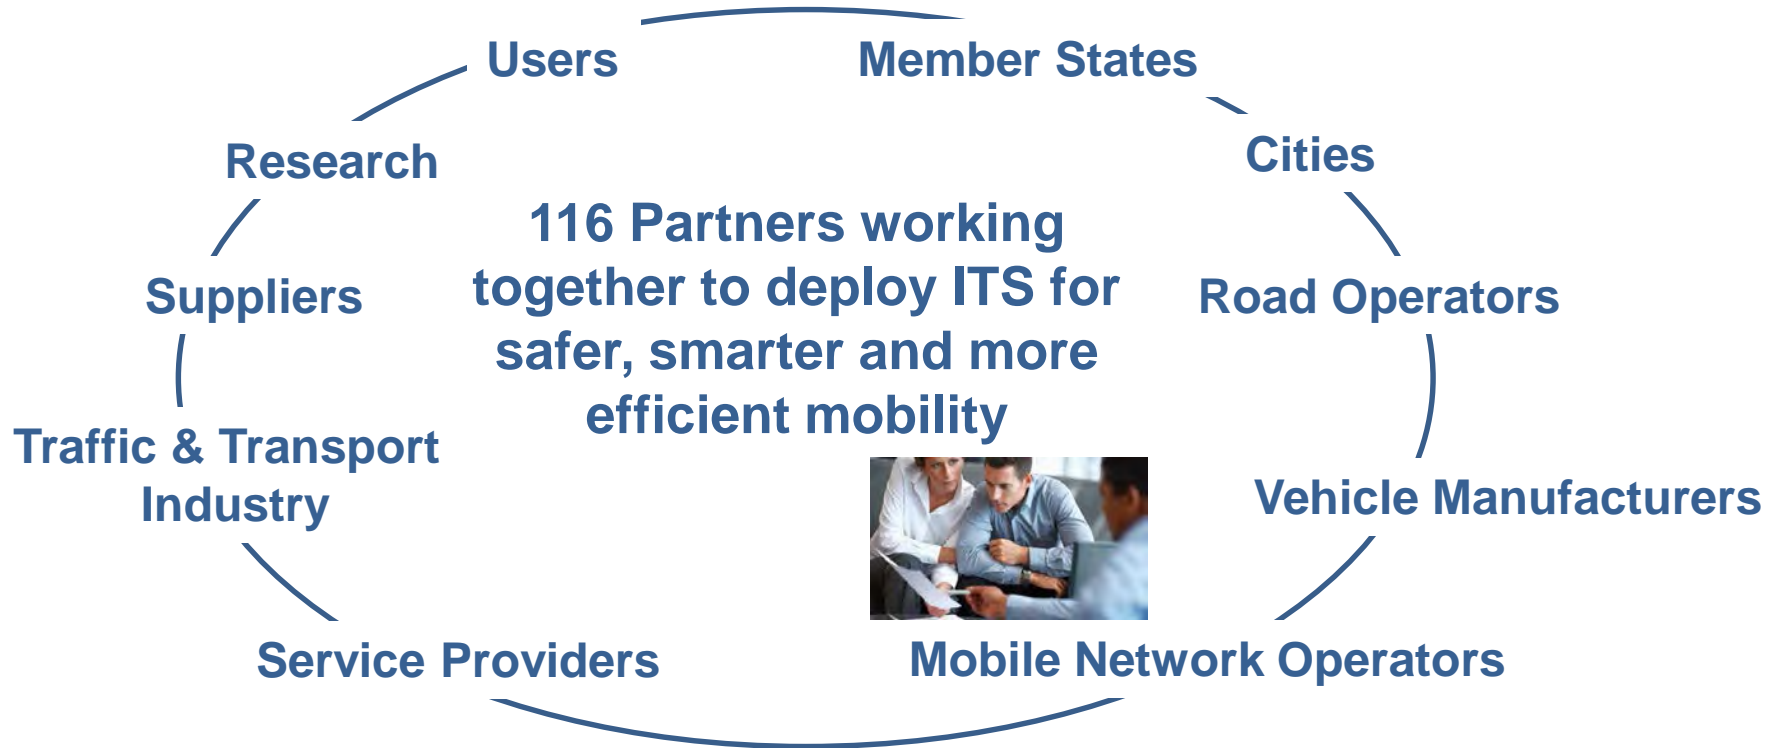 Users
Member States
Research
Cities
116 Partners working
together to deploy ITS for
safer, smarter and more
efficient mobility
Suppliers
Road Operators
Traffic & Transport
Industry
Vehicle Manufacturers
Service Providers
Mobile Network Operators